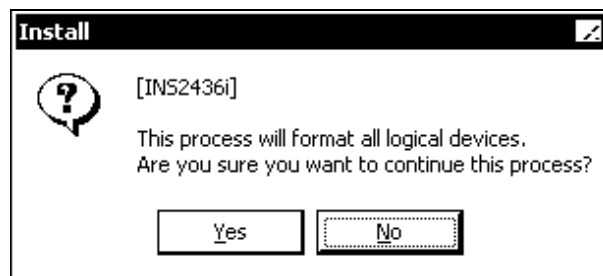 Install
[INS2436i]
This process will format all logical devices.
Are you sure you want to continue this process?
Yes
No